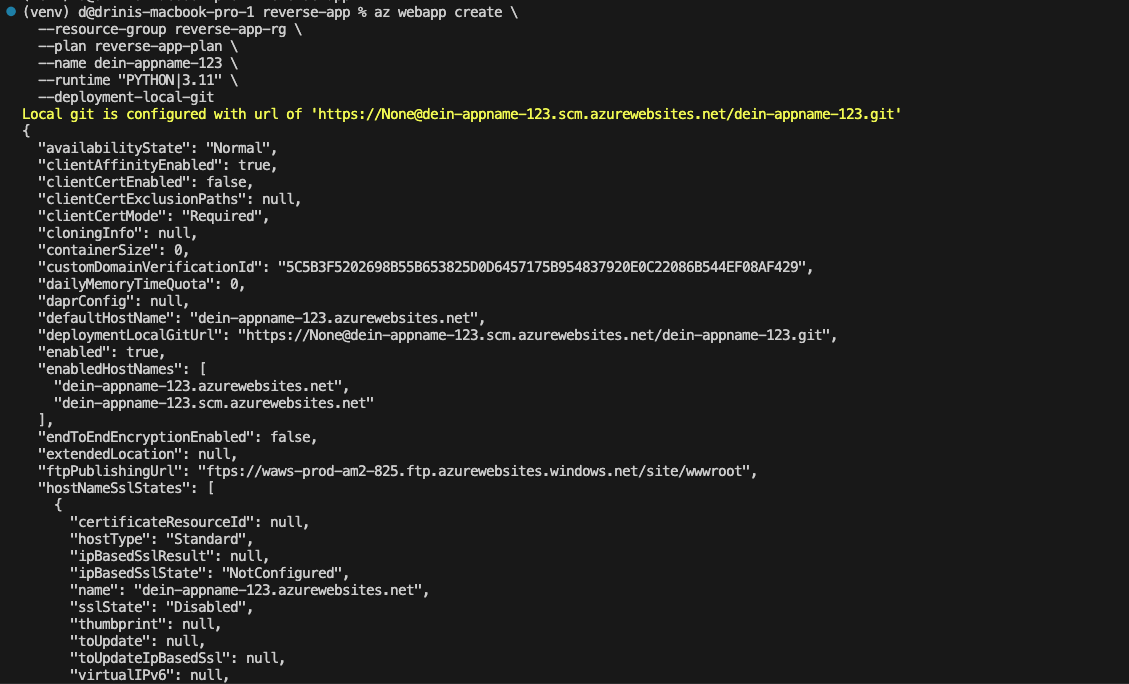 (venv) d@drinis-macbook-pro-1 reverse-app % az webapp create \
--resource-group reverse-app-rg \
--plan reverse-app-plan \
--name dein-appname-123 \
--runtime "PYTHON|3.11" \
--deployment-local-git
Local git is configured with url of 'https://None@dein-appname-123.scm.azurewebsites.net/dein-appname-123.git'
{
"availabilityState": "Normal",
"clientAffinityEnabled": true,
"clientCertEnabled": false,
"clientCertExclusionPaths": null,
"clientCertMode": "Required",
"cloningInfo": null,
"containerSize": 0,
"customDomainVerificationId": "5C5B3F5202698B55B653825D0D6457175B954837920E0C22086B544EF08AF429",
"dailyMemoryTimeQuota": 0,
"daprConfig": null,
"defaultHostName": "dein-appname-123.azurewebsites.net",
"deploymentLocalGitUrl": "https://None@dein-appname-123.scm.azurewebsites.net/dein-appname-123.git",
"enabled": true,
"enabledHostNames": [
"dein-appname-123.azurewebsites.net",
"dein-appname-123.scm.azurewebsites.net"
],
"endToEndEncryptionEnabled": false,
"extendedLocation": null,
"ftpPublishingUrl": "ftps://waws-prod-am2-825.ftp.azurewebsites.windows.net/site/wwwroot",
"hostNameSslStates": [
{
"certificateResourceId": null,
"hostType": "Standard",
"ipBasedSslResult": null,
"ipBasedSslState": "NotConfigured",
"name": "dein-appname-123.azurewebsites.net",
"sslState": "Disabled",
"thumbprint": null,
"toUpdate": null,
"toUpdateIpBasedSsl": null,
"virtualIPv6": null,